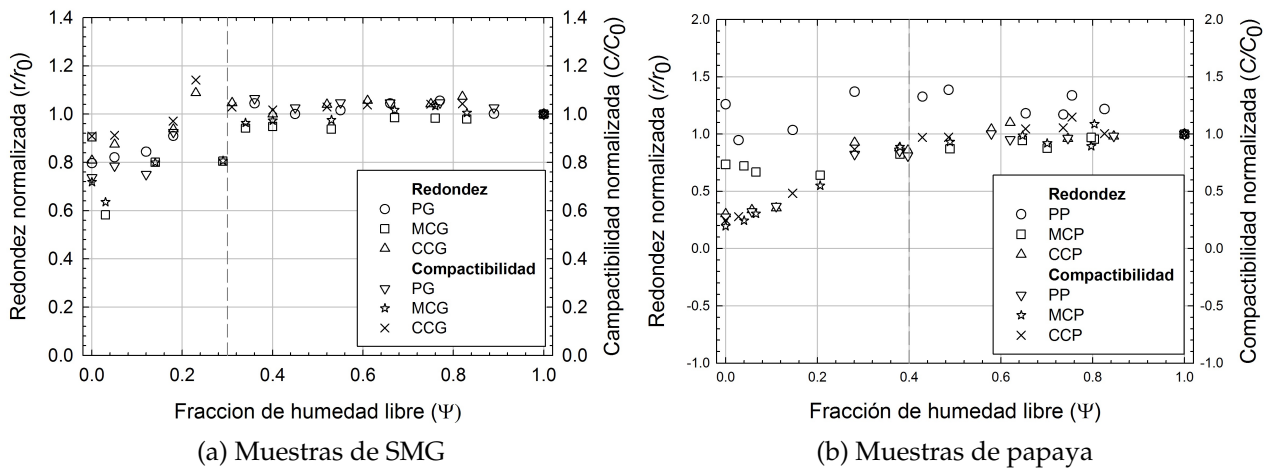 1.4
1.2
1.0
0.8
0.6
0.4
0.2
0.0
Redondez normalizada (r/r0)
1.4
1.2
1.0
0.8
0.6
0.4
0.2
0.0
Campactibilidad normalizada (C/C0)
0.0 0.2 0.4 0.6 0.8 1.0
Fraccion de humedad libre (Ψ)
Redondez
PG
MCG
CCG
Compactibilidad
PG
MCG
CCG
(a) Muestras de SMG
2.0
1.5
1.0
0.5
0.0
-0.5
-1.0
Redondez normalizada (r/r0)
2.0
1.5
1.0
0.5
0.0
-0.5
-1.0
Compactibilidad normalizada (C/C0)
0.0 0.2 0.4 0.6 0.8 1.0
Fracción de humedad libre (Ψ)
Redondez
PP
MCP
CCP
Compactibilidad
PP
MCP
CCP
(b) Muestras de papaya